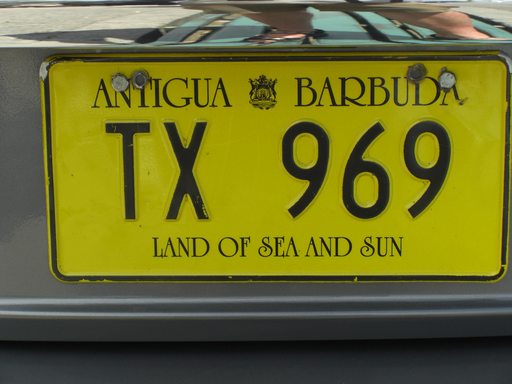 ANTIGUA BARBUDA
TX 969
LAND OF SEA AND SUN